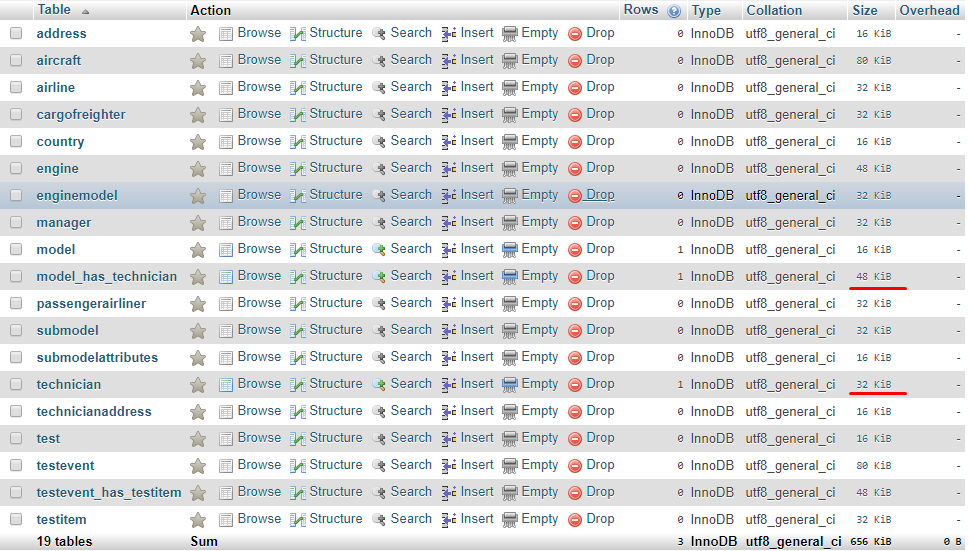 Table Action Rows Type Collation Size Overhead
address Browse Structure Search Insert Empty Drop 0 InnoDB utf8_general_ci 16 KiB -
aircraft Browse Structure Search Insert Empty Drop 0 InnoDB utf8_general_ci 80 KiB -
airline Browse Structure Search Insert Empty Drop 0 InnoDB utf8_general_ci 32 KiB -
cargofreighter Browse Structure Search Insert Empty Drop 0 InnoDB utf8_general_ci 32 KiB -
country Browse Structure Search Insert Empty Drop 0 InnoDB utf8_general_ci 16 KiB -
engine Browse Structure Search Insert Empty Drop 0 InnoDB utf8_general_ci 48 KiB -
enginemodel Browse Structure Search Insert Empty Drop 0 InnoDB utf8_general_ci 32 KiB -
manager Browse Structure Search Insert Empty Drop 0 InnoDB utf8_general_ci 32 KiB -
model Browse Structure Search Insert Empty Drop 1 InnoDB utf8_general_ci 16 KiB -
model_has_technician Browse Structure Search Insert Empty Drop 1 InnoDB utf8_general_ci 48 KiB -
passengerairliner Browse Structure Search Insert Empty Drop 0 InnoDB utf8_general_ci 32 KiB -
submodel Browse Structure Search Insert Empty Drop 0 InnoDB utf8_general_ci 32 KiB -
submodelattributes Browse Structure Search Insert Empty Drop 0 InnoDB utf8_general_ci 16 KiB -
technician Browse Structure Search Insert Empty Drop 1 InnoDB utf8_general_ci 32 KiB -
technicianaddress Browse Structure Search Insert Empty Drop 0 InnoDB utf8_general_ci 16 KiB -
test Browse Structure Search Insert Empty Drop 0 InnoDB utf8_general_ci 16 KiB -
testevent Browse Structure Search Insert Empty Drop 0 InnoDB utf8_general_ci 80 KiB -
testevent_has_testitem Browse Structure Search Insert Empty Drop 0 InnoDB utf8_general_ci 48 KiB -
testitem Browse Structure Search Insert Empty Drop 0 InnoDB utf8_general_ci 32 KiB -
19 tables Sum 3 InnoDB utf8_general_ci 656 KiB 0 B